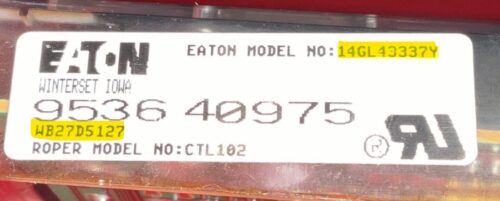 EATON EATON MODEL NO:14GL43337Y
WINTERSET IOWA
9536 40975
WB27D5127
ROPER MODEL NO:CTL102